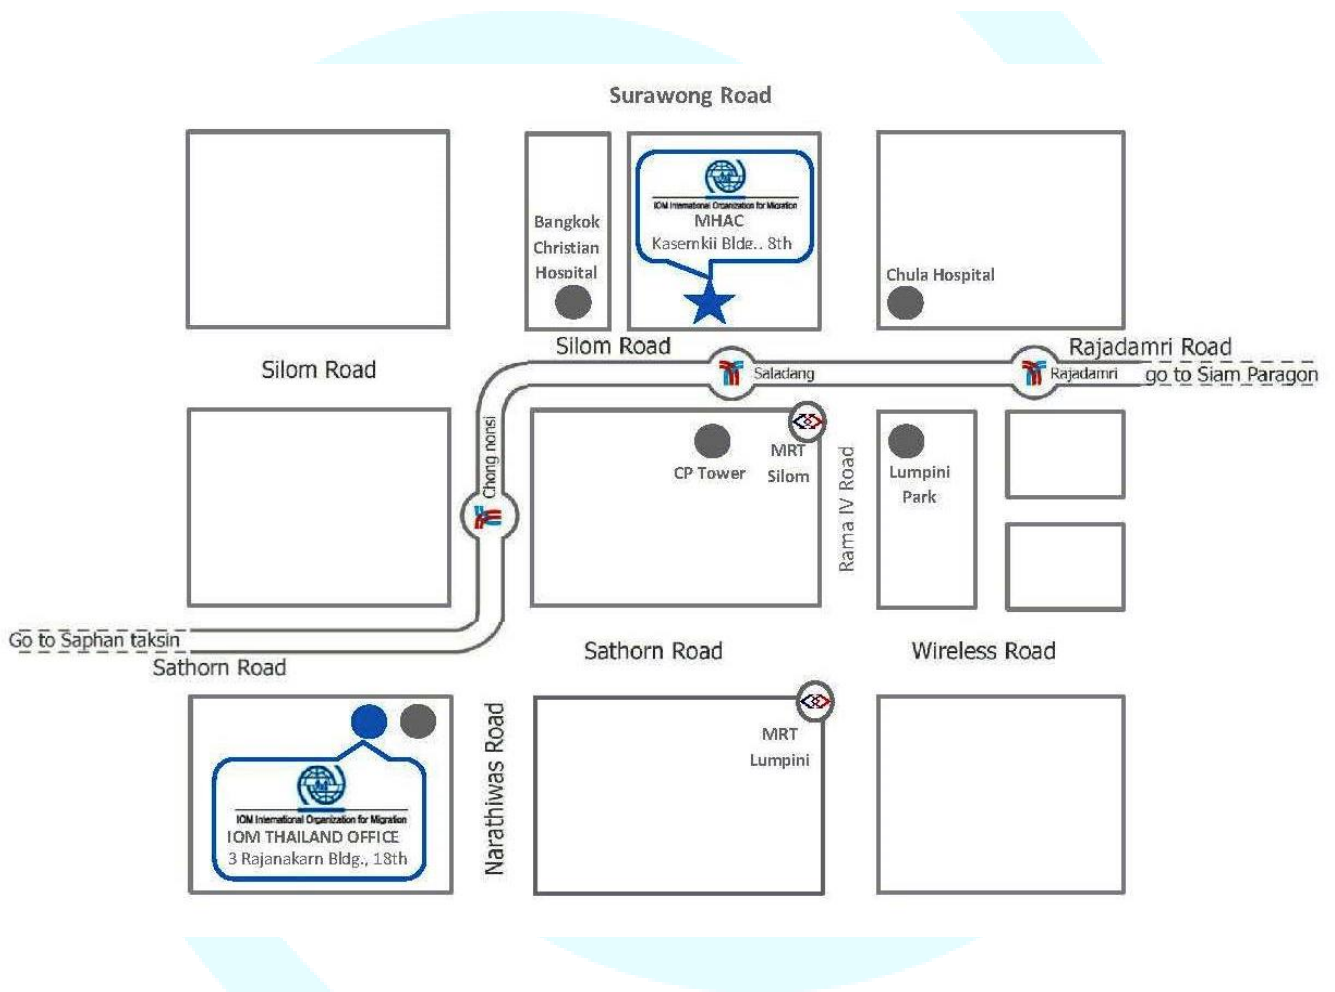 Surawong Road
IOM International Organization for Migration
MHAC
Kasemkii Bldg.. 8th
Bangkok
Christian
Hospital
Chula Hospital
Silom Road
Silom Road
Rajadamri Road
Saladang
Rajadamri
go to Siam Paragon
Chong nonsi
CP Tower
MRT
Silom
Rama IV Road
Lumpini
Park
Go to Saphan taksin
Sathorn Road
Sathorn Road
Wireless Road
Narathiwas Road
MRT
Lumpini
IOM International Organization for Migration
IOM THAILAND OFFICE
3 Rajanakarn Bldg., 18th